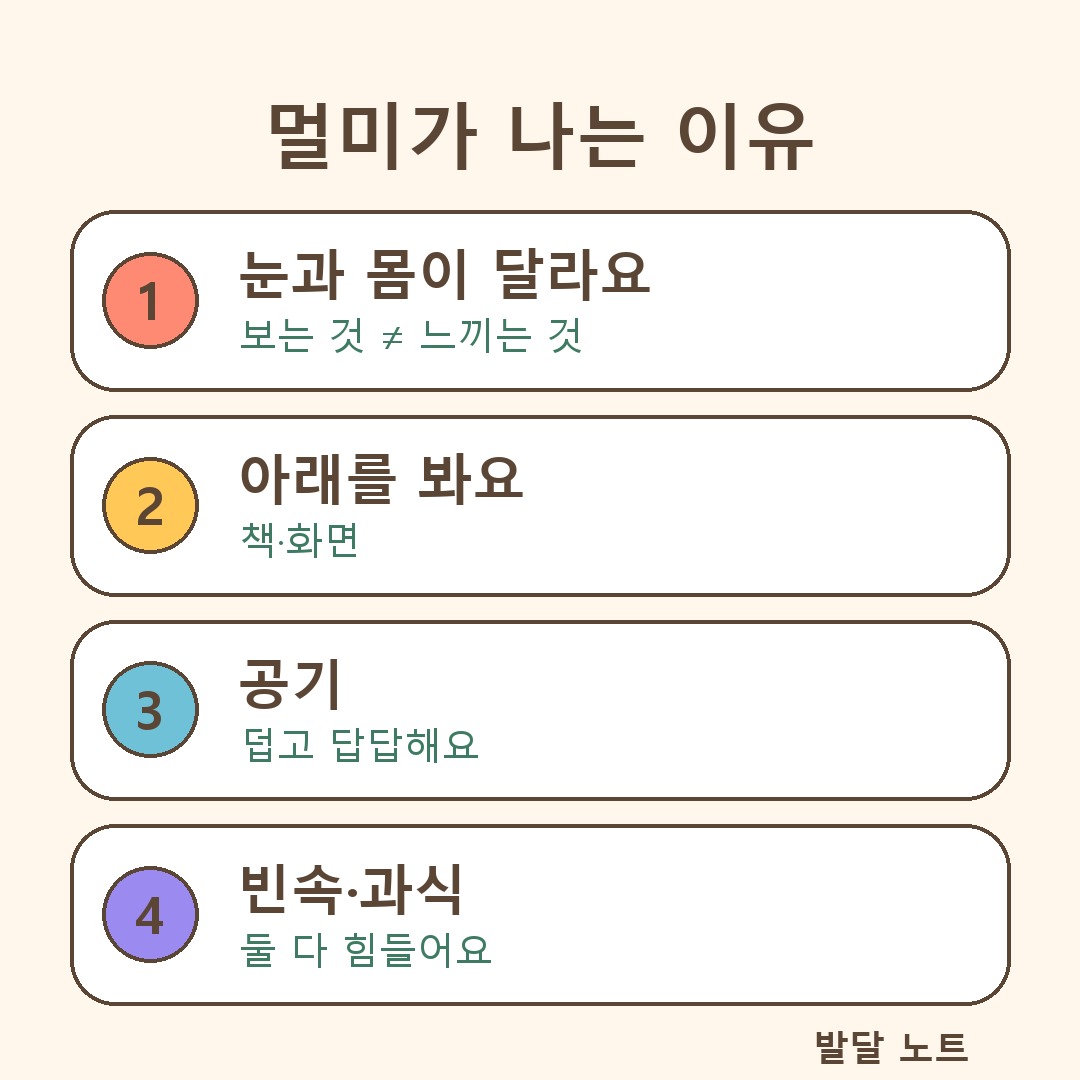 멀미가 나는 이유
1
눈과 몸이 달라요
보는 것 ≠ 느끼는 것
2
아래를 봐요
책·화면
3
공기
덥고 답답해요
4
빈속·과식
둘 다 힘들어요
발달 노트